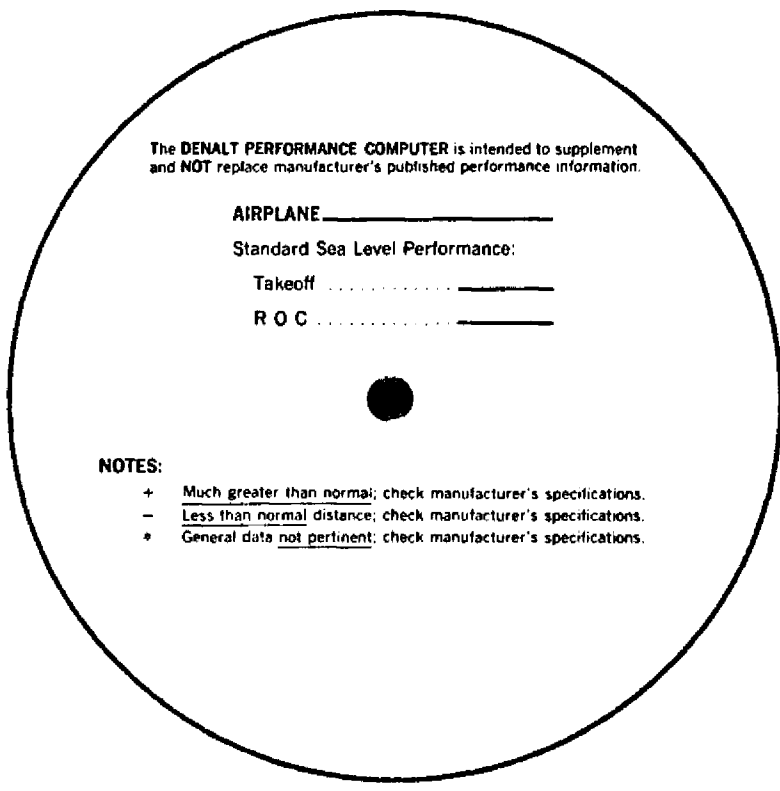 The DENALT PERFORMANCE COMPUTER is intended to supplement
and NOT replace manufacturer's published performance information.
AIRPLANE
Standard Sea Level Performance:
Takeoff ............
R O C ............
NOTES:
+ Much greater than normal; check manufacturer's specifications.
− Less than normal distance; check manufacturer's specifications.
* General data not pertinent; check manufacturer's specifications.